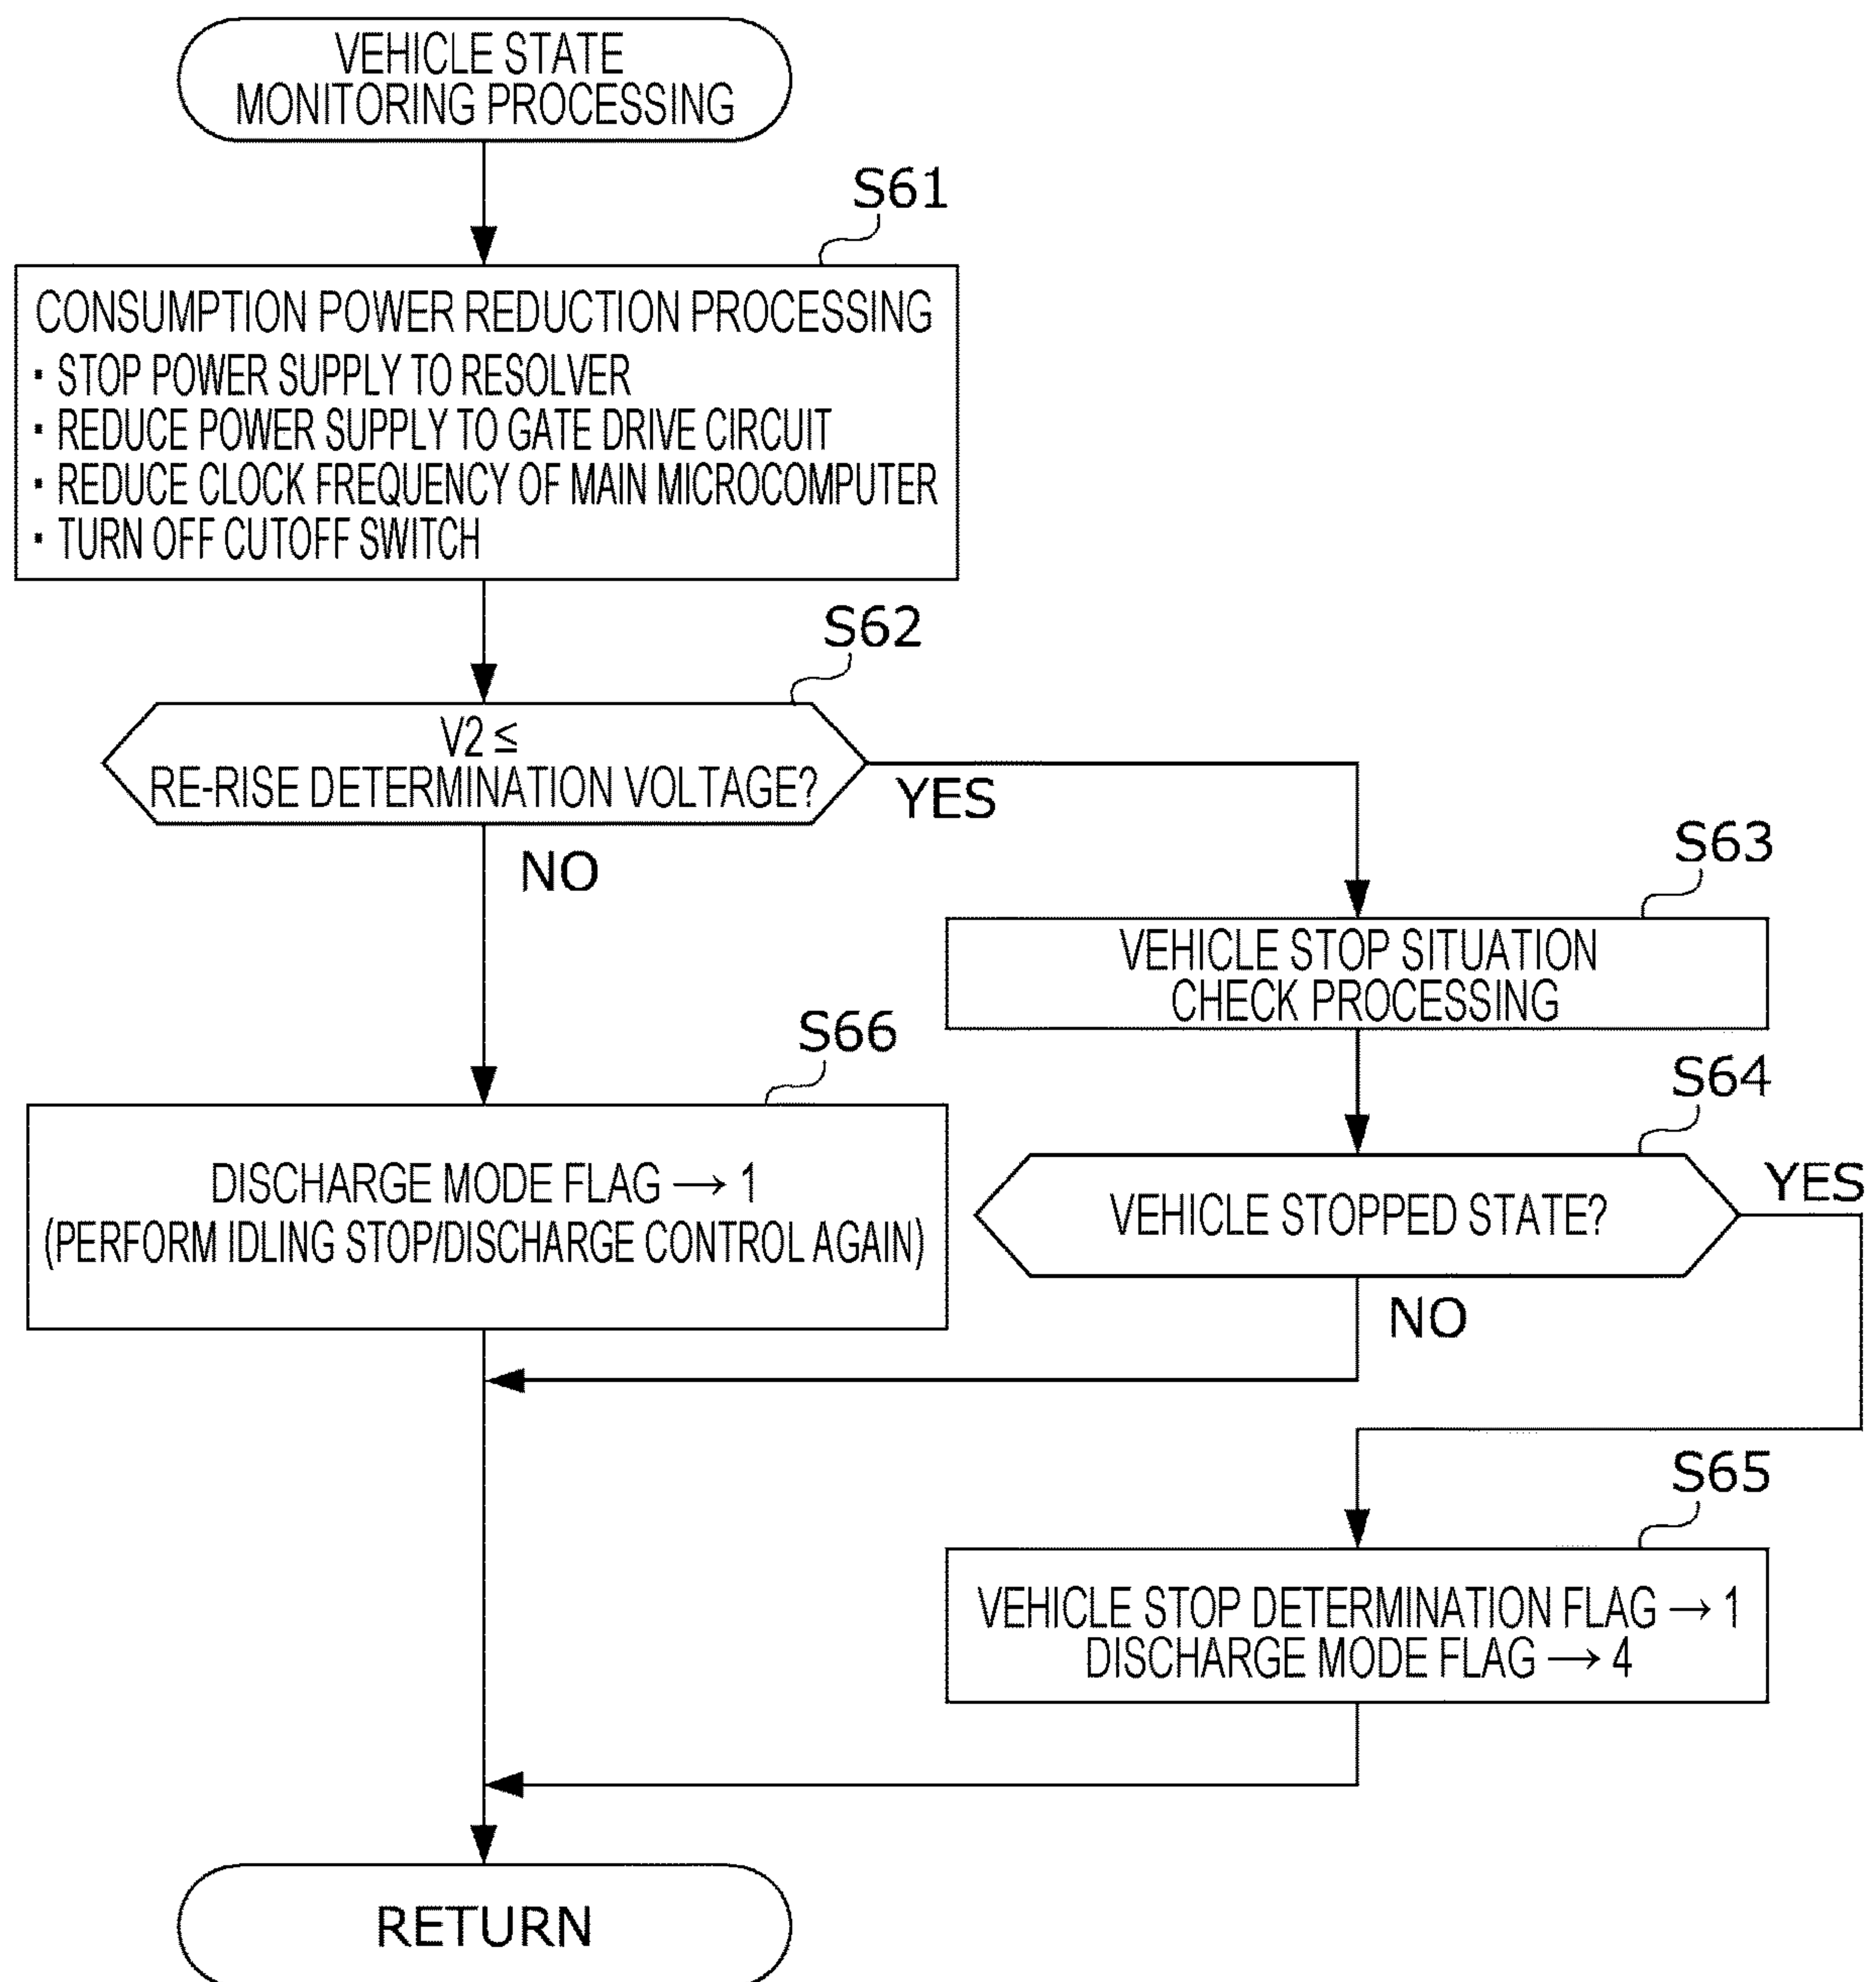 VEHICLE STATE
MONITORING PROCESSING
S61
CONSUMPTION POWER REDUCTION PROCESSING
▪ STOP POWER SUPPLY TO RESOLVER
▪ REDUCE POWER SUPPLY TO GATE DRIVE CIRCUIT
▪ REDUCE CLOCK FREQUENCY OF MAIN MICROCOMPUTER
▪ TURN OFF CUTOFF SWITCH
S62
V2 ≤
RE-RISE DETERMINATION VOLTAGE?
YES
NO
S63
VEHICLE STOP SITUATION
CHECK PROCESSING
S66
DISCHARGE MODE FLAG → 1
(PERFORM IDLING STOP/DISCHARGE CONTROL AGAIN)
S64
VEHICLE STOPPED STATE?
YES
NO
S65
VEHICLE STOP DETERMINATION FLAG → 1
DISCHARGE MODE FLAG → 4
RETURN